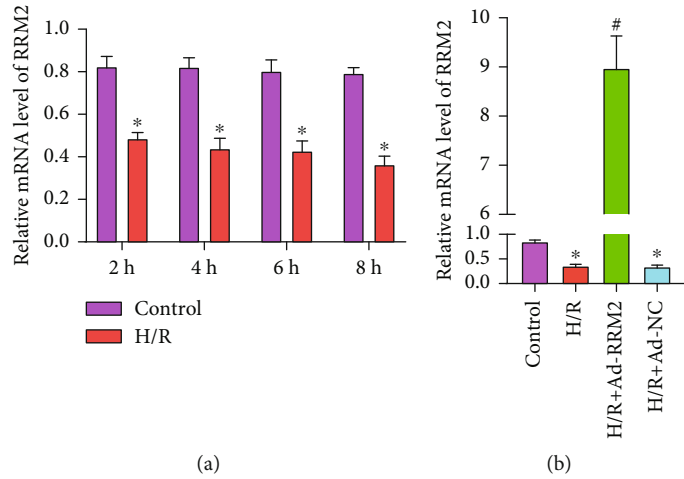 Relative mRNA level of RRM2
1.0
0.8
0.6
0.4
0.2
0.0
*
*
*
*
2 h
4 h
6 h
8 h
Control
H/R
(a)
Relative mRNA level of RRM2
10
9
8
7
6
1.0
0.5
0.0
#
*
*
Control
H/R
H/R+Ad-RRM2
H/R+Ad-NC
(b)